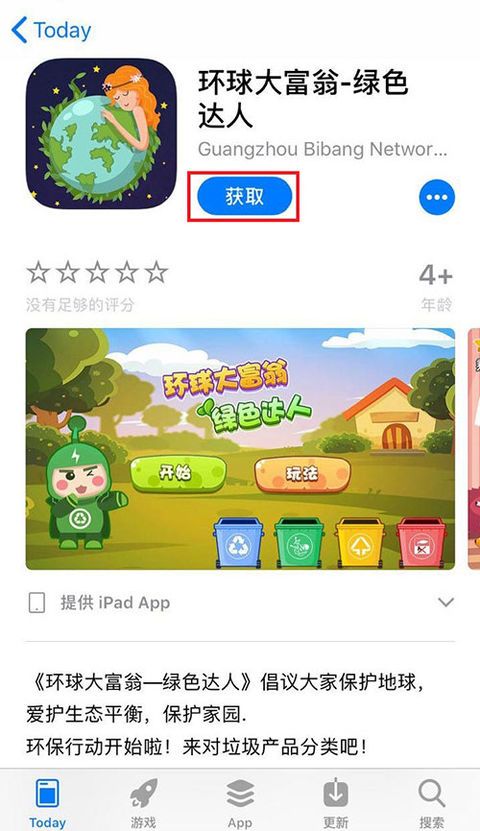 Today
环球大富翁-绿色
达人
Guangzhou Bibang Networ...
获取
4+
没有足够的评分
年龄
环球大富翁
绿色达人
开始
玩法
提供 iPad App
《环球大富翁—绿色达人》倡议大家保护地球，
爱护生态平衡，保护家园.
环保行动开始啦！来对垃圾产品分类吧！
Today
游戏
App
更新
搜索